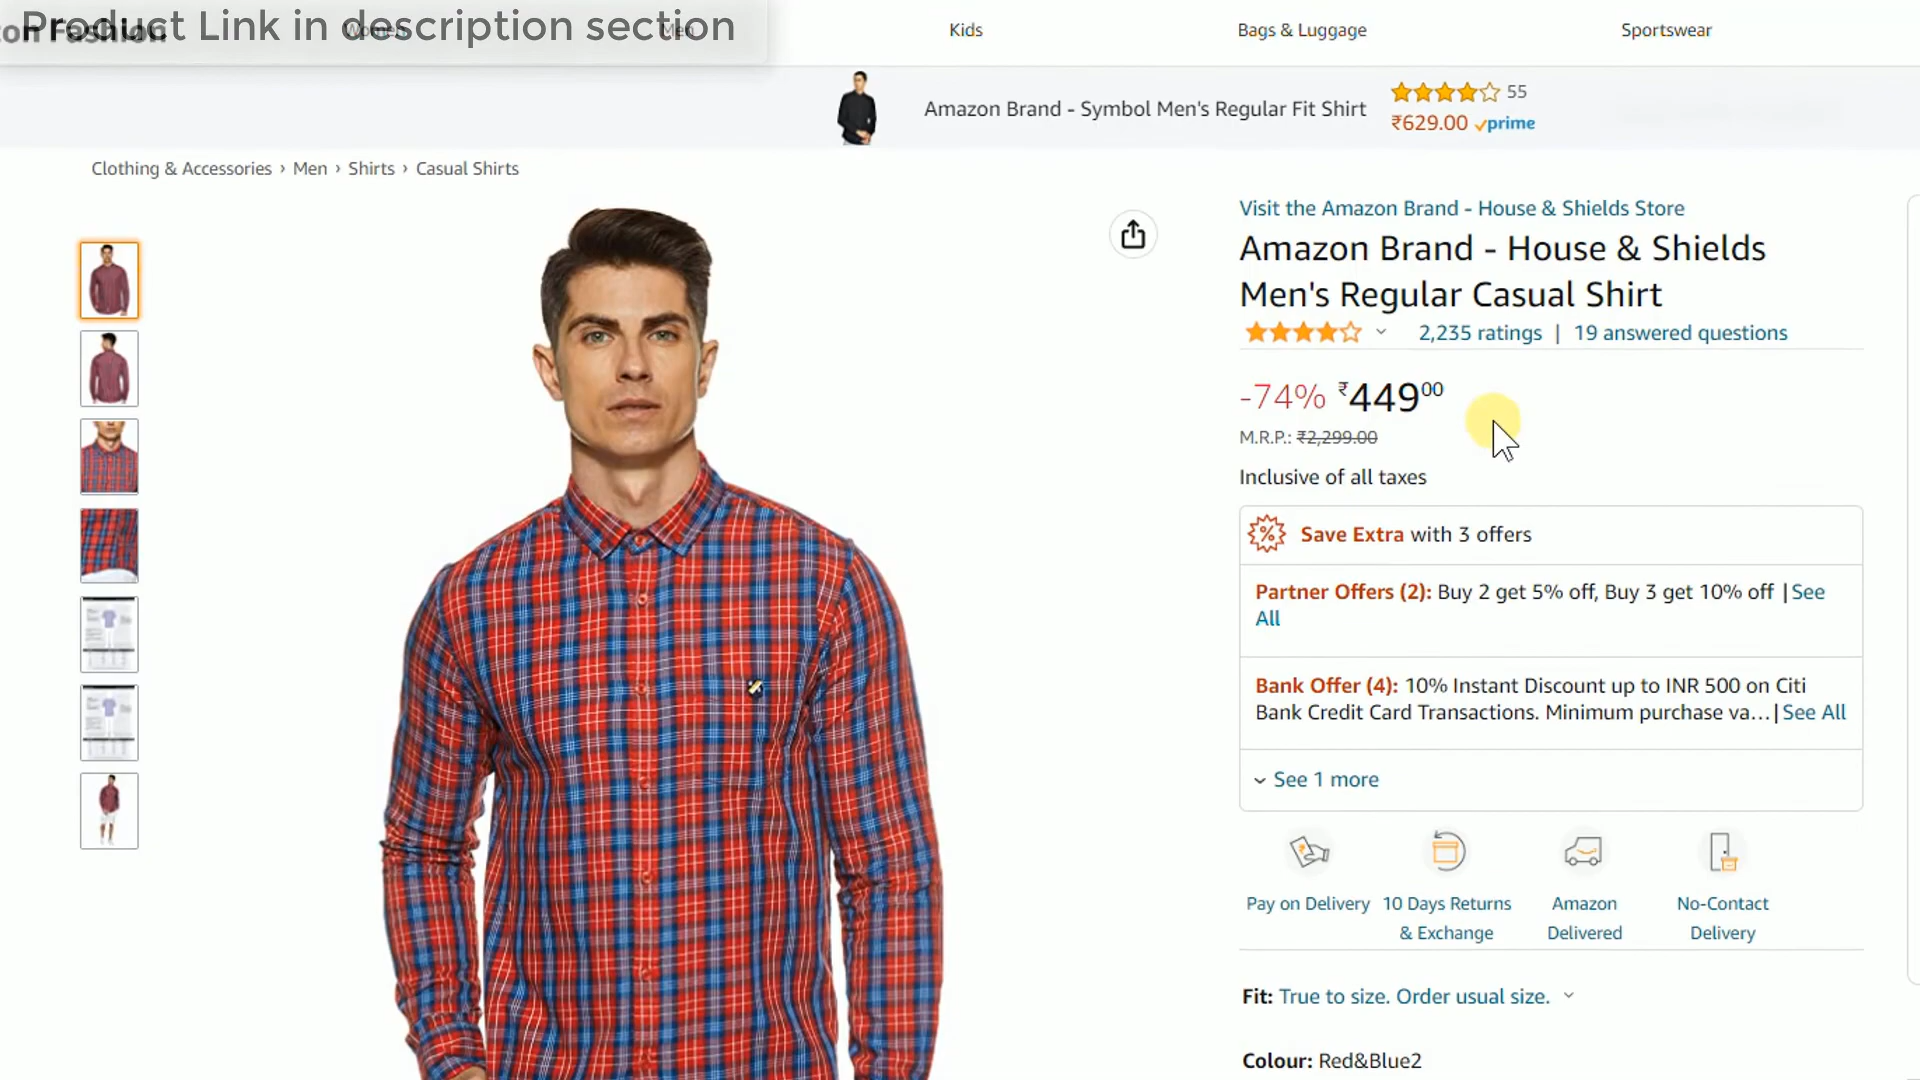 Product Link in description section
on Fashion
Women
Men
Kids
Bags & Luggage
Sportswear
Amazon Brand - Symbol Men's Regular Fit Shirt
55
₹629.00 prime
Clothing & Accessories › Men › Shirts › Casual Shirts
Visit the Amazon Brand - House & Shields Store
Amazon Brand - House & Shields
Men's Regular Casual Shirt
2,235 ratings | 19 answered questions
-74% ₹449.00
M.R.P.: ₹2,299.00
Inclusive of all taxes
% Save Extra with 3 offers
Partner Offers (2): Buy 2 get 5% off, Buy 3 get 10% off | See
All
Bank Offer (4): 10% Instant Discount up to INR 500 on Citi
Bank Credit Card Transactions. Minimum purchase va... | See All
See 1 more
Pay on Delivery
10 Days Returns
& Exchange
Amazon
Delivered
No-Contact
Delivery
Fit: True to size. Order usual size.
Colour: Red&Blue2